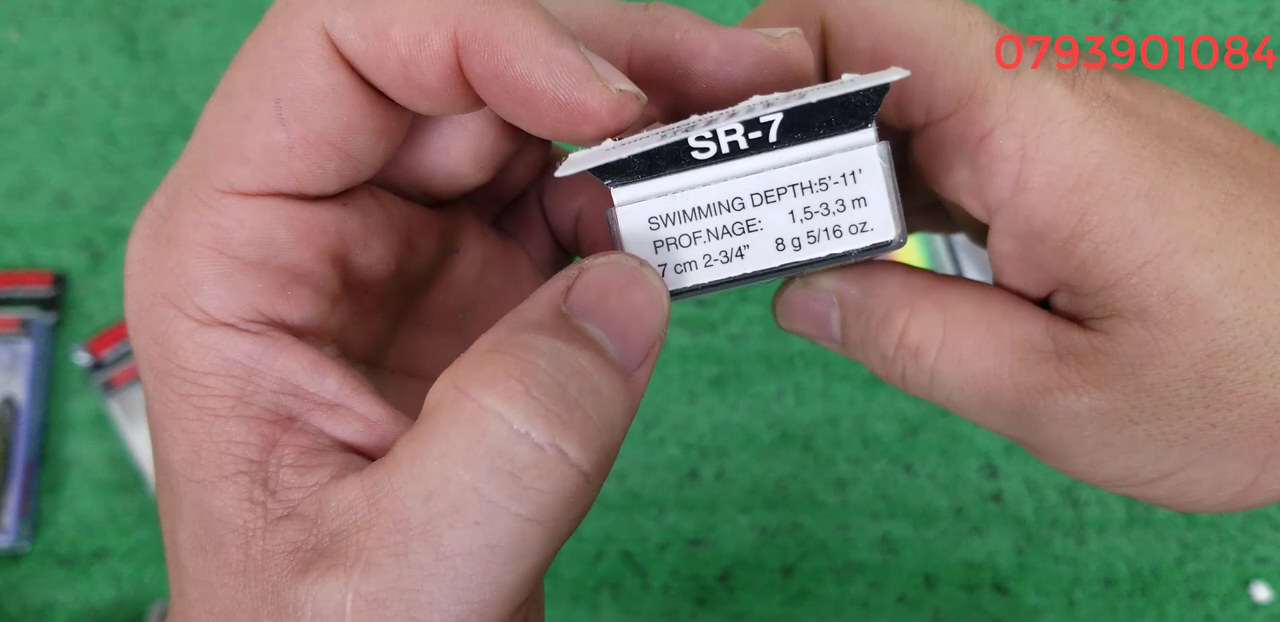 0793901084
SR-7
SWIMMING DEPTH:5'-11'
PROF.NAGE: 1,5-3,3 m
7 cm 2-3/4" 8 g 5/16 oz.